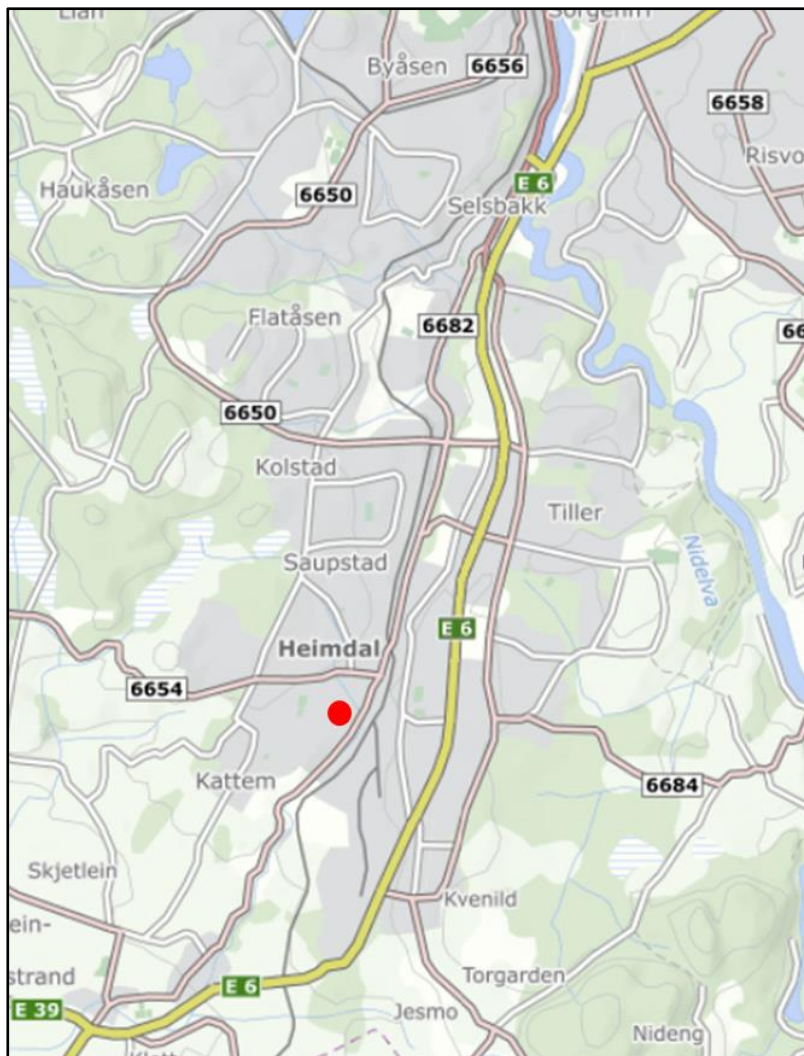 Byåsen
6656
6658
Haukåsen
6650
E 6
Selsbakk
Flatåsen
6682
6650
Kolstad
Tiller
Saupstad
Nidelva
Heimdal
E 6
6654
Kattem
6684
Skjetlein
Kvenild
ein-
strand
E 6
Torgarden
E 39
Jesmo
Nideng